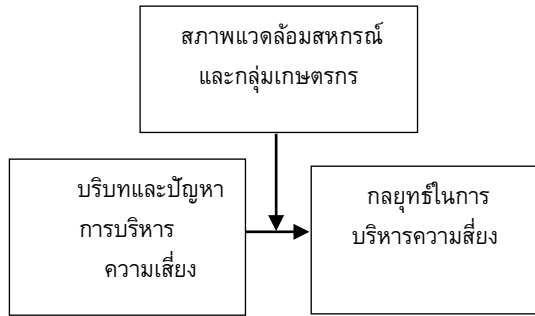 สภาพแวดล้อมสหกรณ์
และกลุ่มเกษตรกร
บริบทและปัญหา
การบริหาร
ความเสี่ยง
กลยุทธ์ในการ
บริหารความสี่ยง